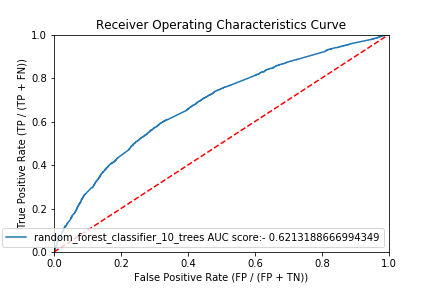 Receiver Operating Characteristics Curve
True Positive Rate (TP / (TP + FN))
1.0
0.8
0.6
0.4
0.2
0.0
random_forest_classifier_10_trees AUC score:- 0.6213188666994349
0.0 0.2 0.4 0.6 0.8 1.0
False Positive Rate (FP / (FP + TN))